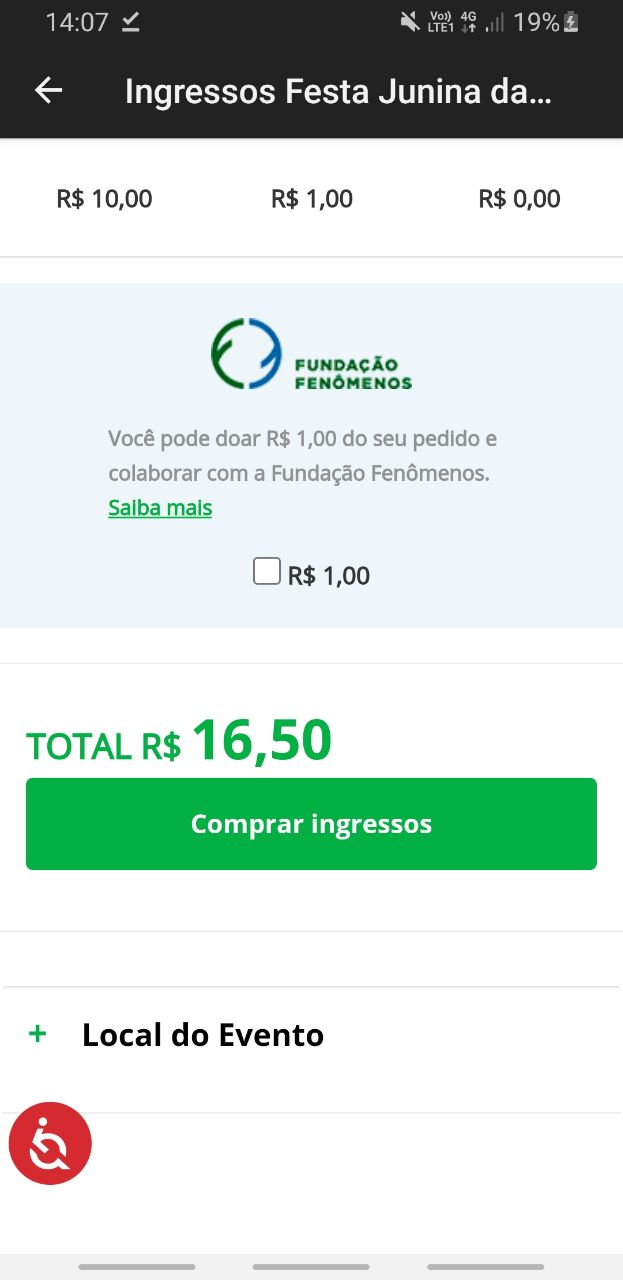 14:07 Vo)) LTE1 4G 19%
Ingressos Festa Junina da...
R$ 10,00 R$ 1,00 R$ 0,00
FUNDAÇÃO
FENÔMENOS
Você pode doar R$ 1,00 do seu pedido e
colaborar com a Fundação Fenômenos.
Saiba mais
R$ 1,00
TOTAL R$ 16,50
Comprar ingressos
+ Local do Evento